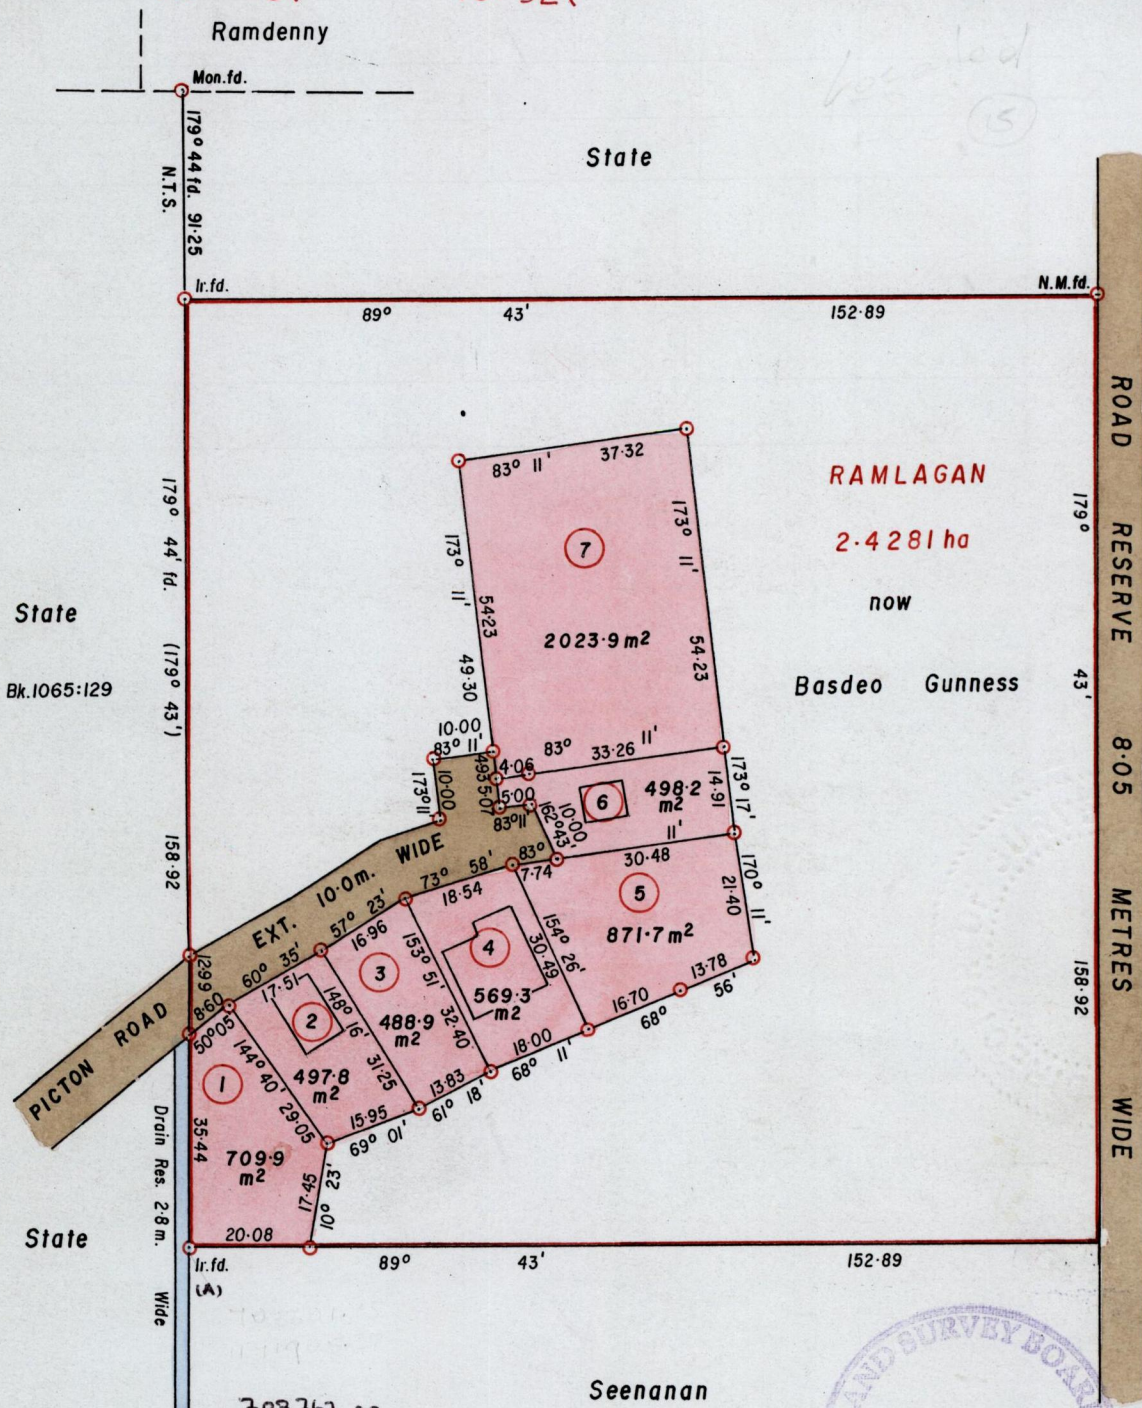 Ramdenny
Mon.fd.
179° 44' fd. 91·25
N.T.S.
State
15
Ir.fd.
N.M.fd.
89° 43' 152·89
ROAD RESERVE 8·05 METRES WIDE
83° 11' 37·32
RAMLAGAN
2·4281 ha
now
Basdeo Gunness
173° 11' 54·23
49·30
7
2023·9 m2
173° 11' 54·23
179° 44' fd. (179° 43')
158·92
179° 43'
158·92
State
Bk.1065:129
10·00
83° 11'
173° 11'
10·00
4·93
5·07
4·06
83° 11'
33·26
5·00
83° 11'
162° 43'
10·00
6
498·2
m2
14·91
173° 17'
83° 11'
7·74
30·48
5
871·7 m2
21·40
170° 11'
EXT. 10·0m. WIDE
73° 58'
18·54
57° 23'
16·96
60° 35'
17·51
12·99
8·60
50°05'
PICTON ROAD
154° 26'
30·49
4
569·3
m2
153° 51'
32·40
3
488·9
m2
148° 16'
31·25
2
497·8
m2
144° 40'
29·05
1
709·9
m2
35·44
13·78
16·70
68° 56'
18·00
68° 11'
13·83
61° 18'
15·95
69° 01'
17·45
10° 23'
20·08
Drain Res. 2·8 m. Wide
State
Ir.fd.
(A)
89° 43' 152·89
Seenanan
LAND SURVEY BOARD